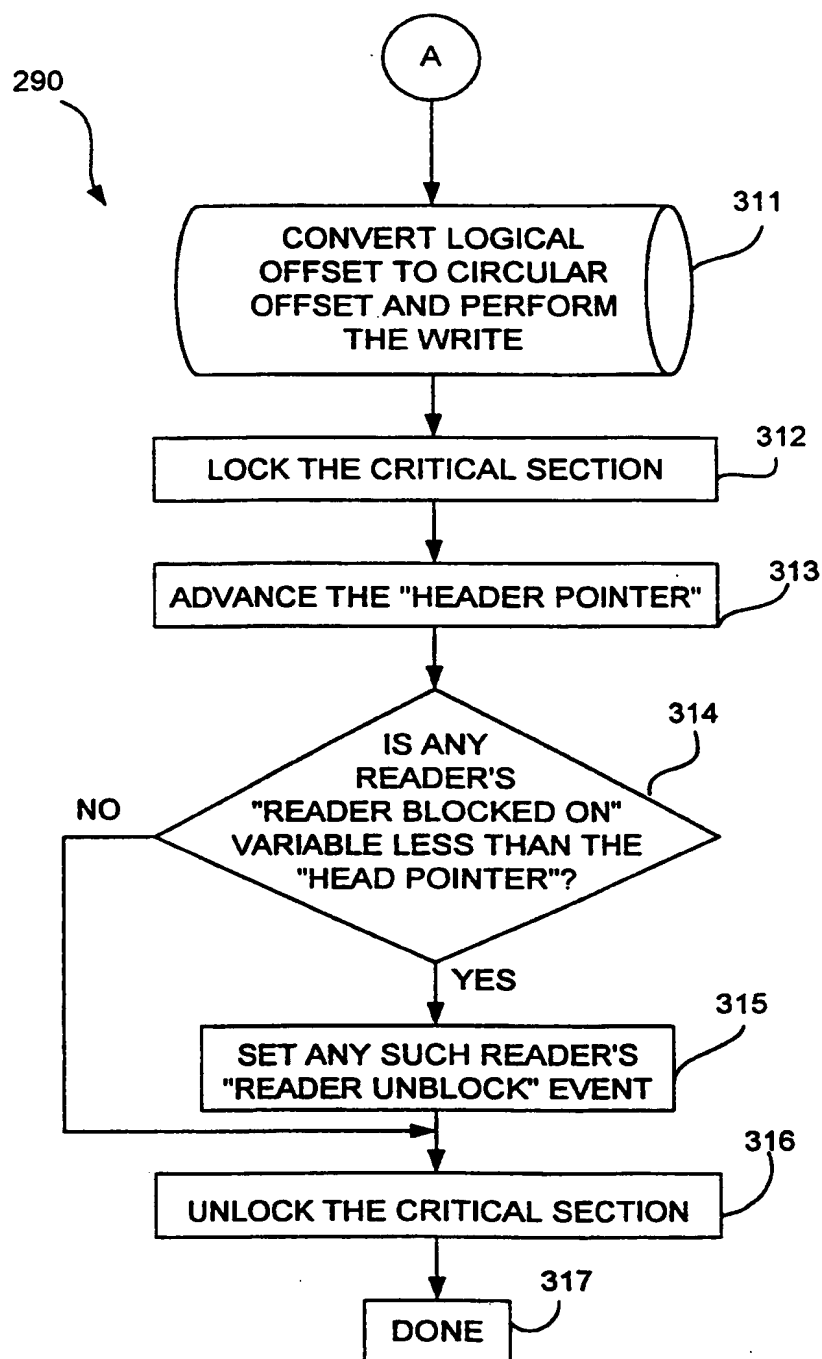 A
290
311
CONVERT LOGICAL
OFFSET TO CIRCULAR
OFFSET AND PERFORM
THE WRITE
312
LOCK THE CRITICAL SECTION
313
ADVANCE THE "HEADER POINTER"
314
IS ANY
READER'S
"READER BLOCKED ON"
VARIABLE LESS THAN THE
"HEAD POINTER"?
NO
YES
315
SET ANY SUCH READER'S
"READER UNBLOCK" EVENT
316
UNLOCK THE CRITICAL SECTION
317
DONE